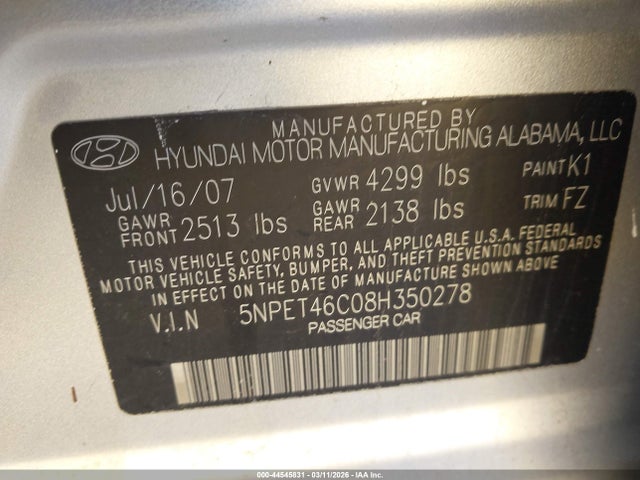 MANUFACTURED BY
HYUNDAI MOTOR MANUFACTURING ALABAMA, LLC
Jul/16/07 GVWR 4299 lbs PAINT K1
GAWR FRONT 2513 lbs GAWR REAR 2138 lbs TRIM FZ
THIS VEHICLE CONFORMS TO ALL APPLICABLE U.S.A. FEDERAL
MOTOR VEHICLE SAFETY, BUMPER, AND THEFT PREVENTION STANDARDS
IN EFFECT ON THE DATE OF MANUFACTURE SHOWN ABOVE
V.I.N 5NPET46C08H350278
PASSENGER CAR
000-44545831 - 03/11/2026 - IAA Inc.